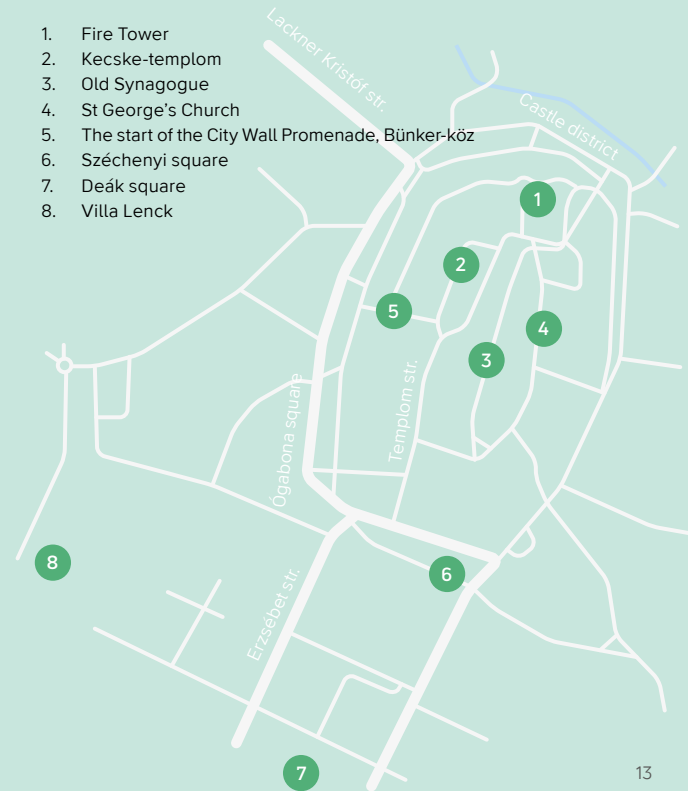 1. Fire Tower
2. Kecske-templom
3. Old Synagogue
4. St George's Church
5. The start of the City Wall Promenade, Bünker-köz
6. Széchenyi square
7. Deák square
8. Villa Lenck
Lackner Kristóf str.
Castle district
1
2
5
4
3
Templom str.
Ógabona square
8
6
Erzsébet str.
7
13